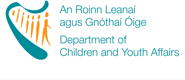 An Roinn Leanaí
agus Gnóthaí Óige
Department of
Children and Youth Affairs